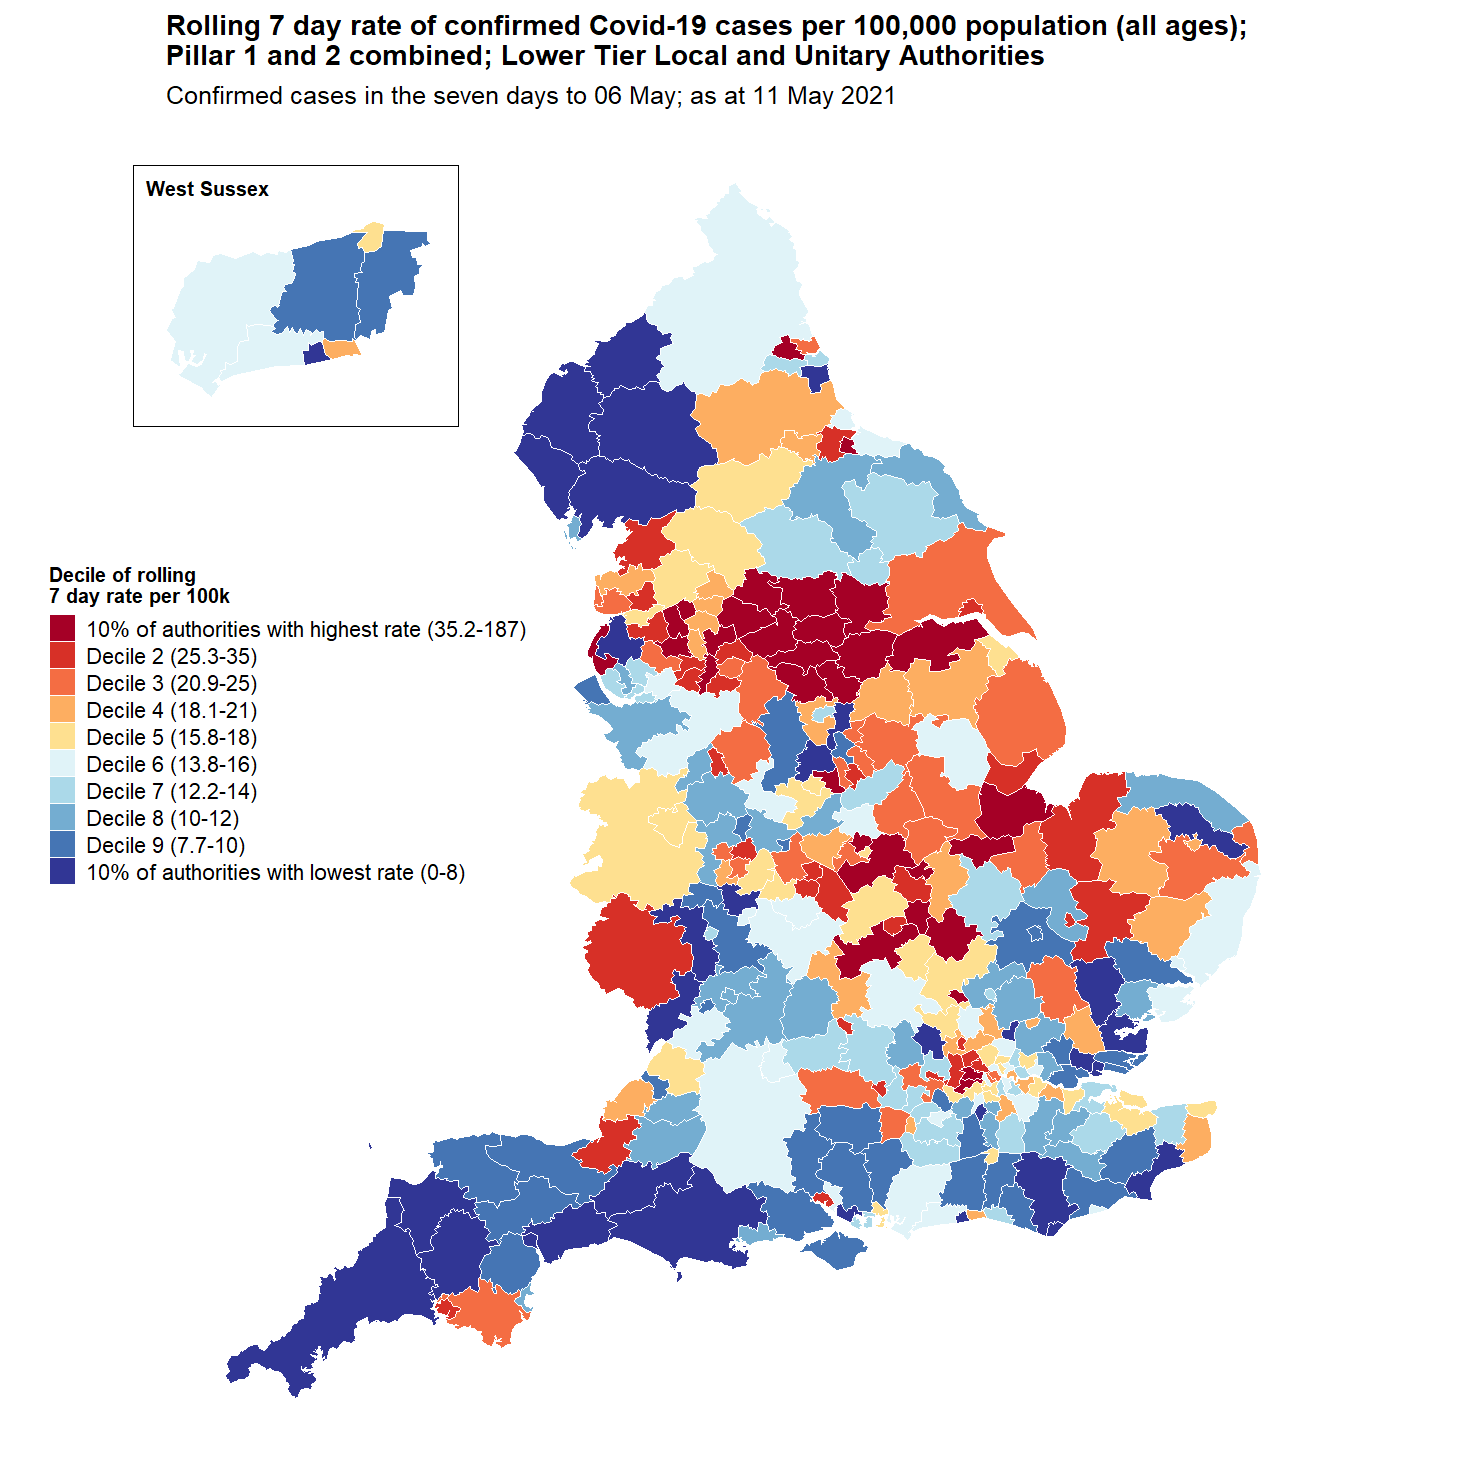 Rolling 7 day rate of confirmed Covid-19 cases per 100,000 population (all ages);
Pillar 1 and 2 combined; Lower Tier Local and Unitary Authorities
Confirmed cases in the seven days to 06 May; as at 11 May 2021
West Sussex
Decile of rolling
7 day rate per 100k
10% of authorities with highest rate (35.2-187)
Decile 2 (25.3-35)
Decile 3 (20.9-25)
Decile 4 (18.1-21)
Decile 5 (15.8-18)
Decile 6 (13.8-16)
Decile 7 (12.2-14)
Decile 8 (10-12)
Decile 9 (7.7-10)
10% of authorities with lowest rate (0-8)